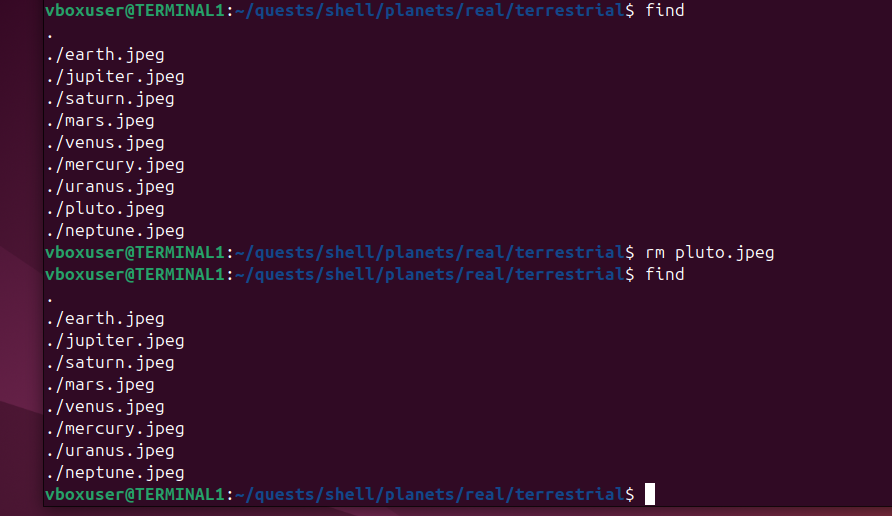 vboxuser@TERMINAL1:~/quests/shell/planets/real/terrestrial$ find
.
./earth.jpeg
./jupiter.jpeg
./saturn.jpeg
./mars.jpeg
./venus.jpeg
./mercury.jpeg
./uranus.jpeg
./pluto.jpeg
./neptune.jpeg
vboxuser@TERMINAL1:~/quests/shell/planets/real/terrestrial$ rm pluto.jpeg
vboxuser@TERMINAL1:~/quests/shell/planets/real/terrestrial$ find
.
./earth.jpeg
./jupiter.jpeg
./saturn.jpeg
./mars.jpeg
./venus.jpeg
./mercury.jpeg
./uranus.jpeg
./neptune.jpeg
vboxuser@TERMINAL1:~/quests/shell/planets/real/terrestrial$